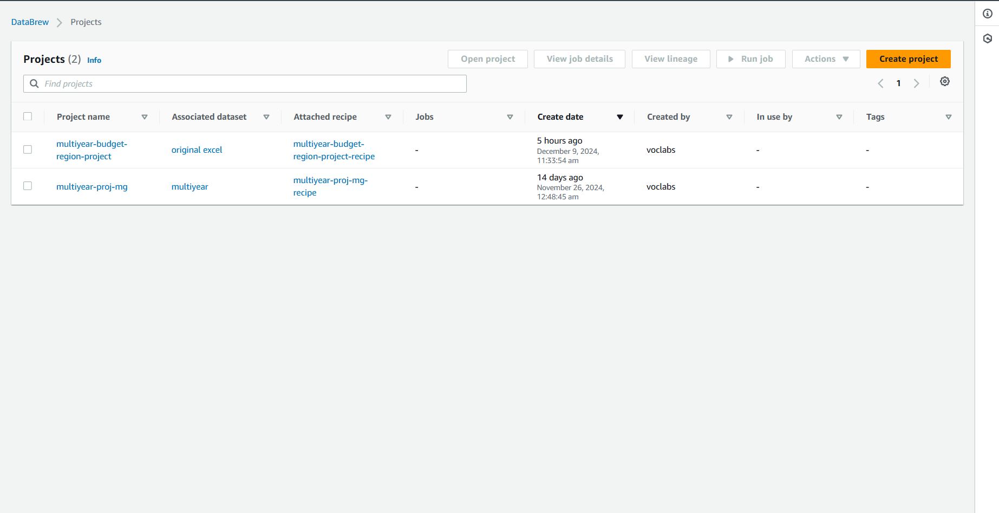 DataBrew Projects
Projects (2) Info
Open project View job details View lineage Run job Actions Create project
Find projects
1
Project name Associated dataset Attached recipe Jobs Create date Created by In use by Tags
multiyear-budget-
region-project
original excel
multiyear-budget-
region-project-recipe
-
5 hours ago
December 9, 2024,
11:33:54 am
voclabs
-
-
multiyear-proj-mg
multiyear
multiyear-proj-mg-
recipe
-
14 days ago
November 26, 2024,
12:48:45 am
voclabs
-
-